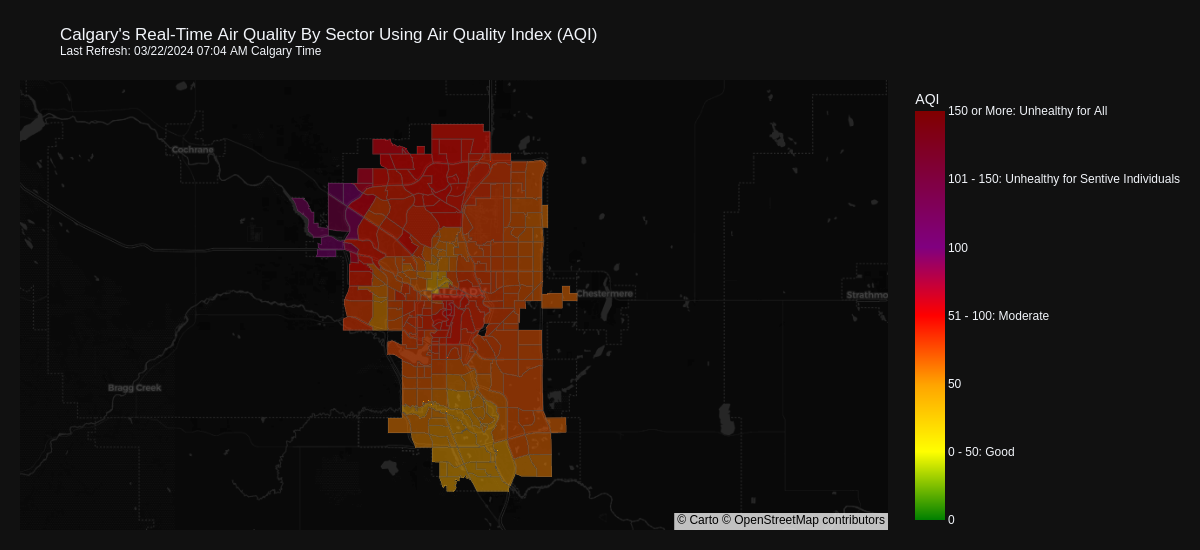 Calgary's Real-Time Air Quality By Sector Using Air Quality Index (AQI)
Last Refresh: 03/22/2024 07:04 AM Calgary Time
AQI
150 or More: Unhealthy for All
Cochrane
101 - 150: Unhealthy for Sentive Individuals
100
CALGARY
Chestermere
Strathmo
51 - 100: Moderate
Bragg Creek
50
0 - 50: Good
0
© Carto © OpenStreetMap contributors